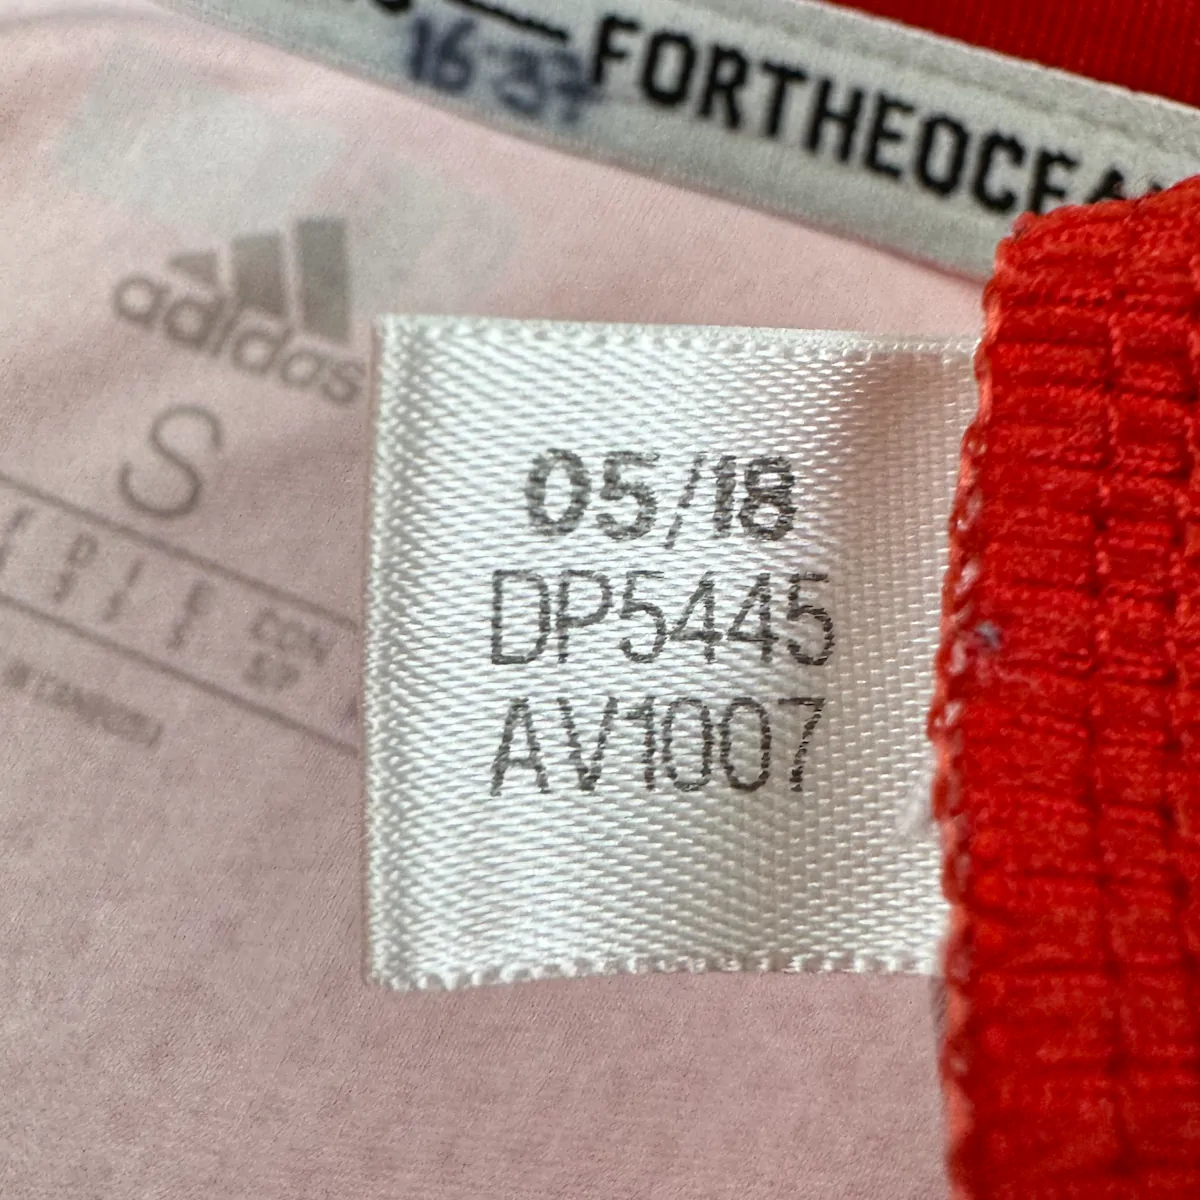 16-37
FORTHEOCEA
adidas
S
05/18
DP5445
AV1007